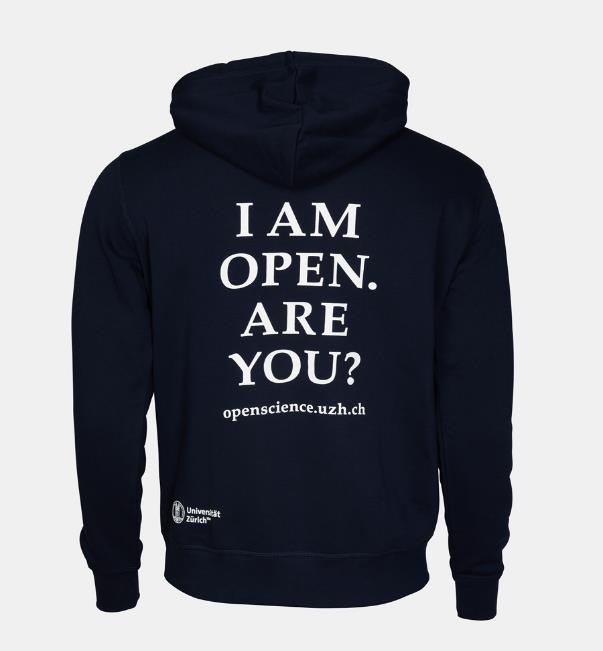 I AM
OPEN.
ARE
YOU?
openscience.uzh.ch
Universität
Zürich